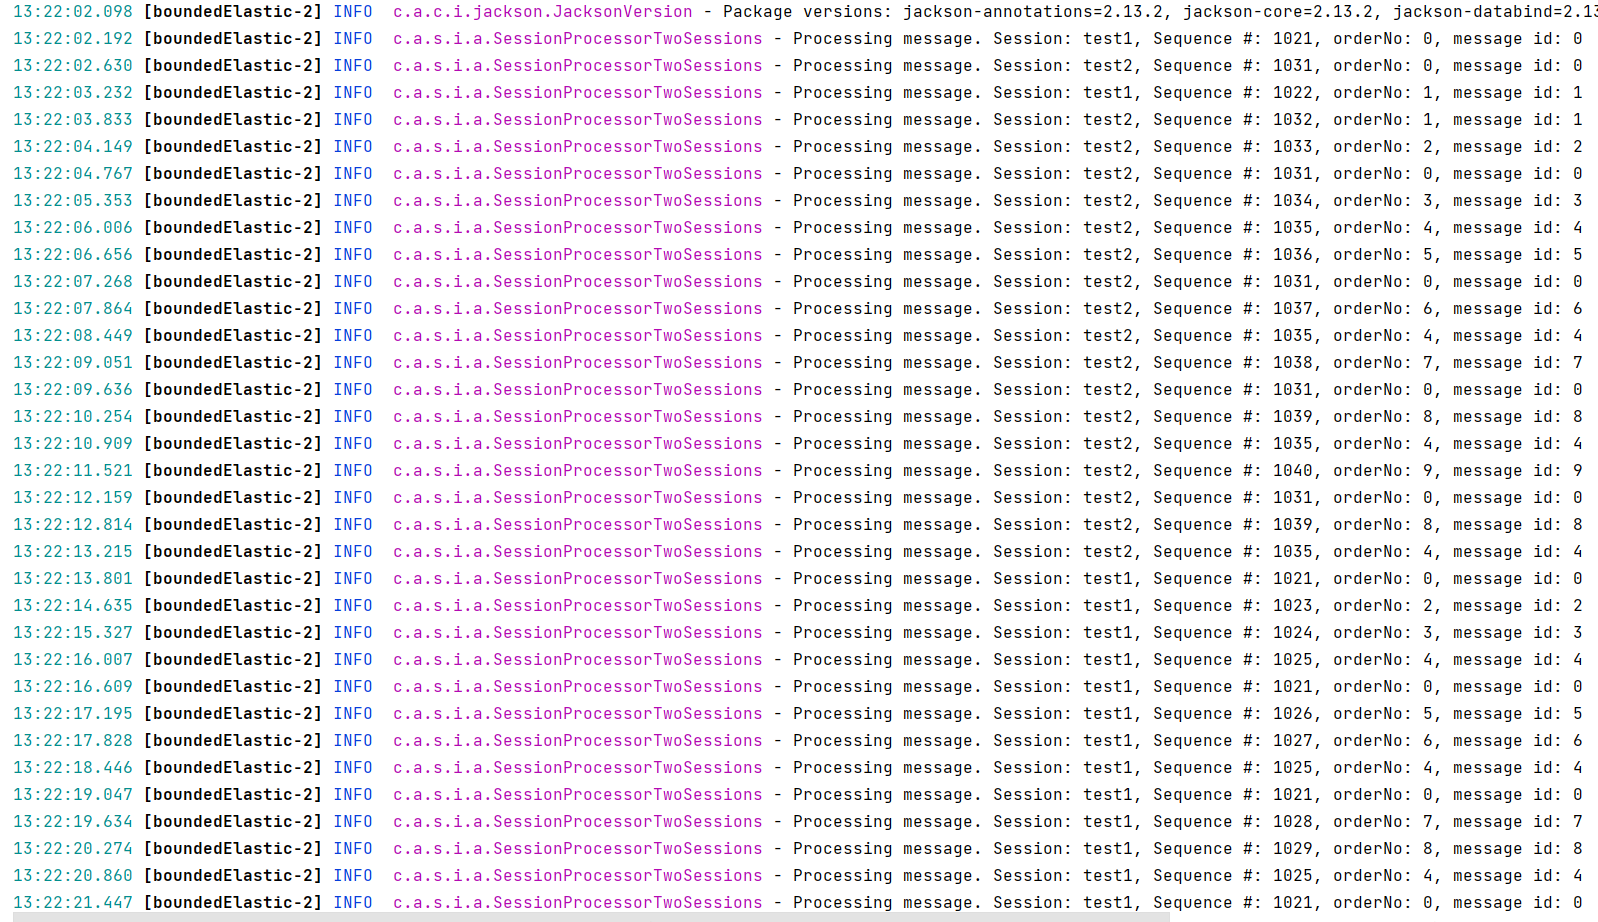 13:22:02.098 [boundedElastic-2] INFO  c.a.c.i.jackson.JacksonVersion - Package versions: jackson-annotations=2.13.2, jackson-core=2.13.2, jackson-databind=2.13
13:22:02.192 [boundedElastic-2] INFO  c.a.s.i.a.SessionProcessorTwoSessions - Processing message. Session: test1, Sequence #: 1021, orderNo: 0, message id: 0
13:22:02.630 [boundedElastic-2] INFO  c.a.s.i.a.SessionProcessorTwoSessions - Processing message. Session: test2, Sequence #: 1031, orderNo: 0, message id: 0
13:22:03.232 [boundedElastic-2] INFO  c.a.s.i.a.SessionProcessorTwoSessions - Processing message. Session: test1, Sequence #: 1022, orderNo: 1, message id: 1
13:22:03.833 [boundedElastic-2] INFO  c.a.s.i.a.SessionProcessorTwoSessions - Processing message. Session: test2, Sequence #: 1032, orderNo: 1, message id: 1
13:22:04.149 [boundedElastic-2] INFO  c.a.s.i.a.SessionProcessorTwoSessions - Processing message. Session: test2, Sequence #: 1033, orderNo: 2, message id: 2
13:22:04.767 [boundedElastic-2] INFO  c.a.s.i.a.SessionProcessorTwoSessions - Processing message. Session: test2, Sequence #: 1031, orderNo: 0, message id: 0
13:22:05.353 [boundedElastic-2] INFO  c.a.s.i.a.SessionProcessorTwoSessions - Processing message. Session: test2, Sequence #: 1034, orderNo: 3, message id: 3
13:22:06.006 [boundedElastic-2] INFO  c.a.s.i.a.SessionProcessorTwoSessions - Processing message. Session: test2, Sequence #: 1035, orderNo: 4, message id: 4
13:22:06.656 [boundedElastic-2] INFO  c.a.s.i.a.SessionProcessorTwoSessions - Processing message. Session: test2, Sequence #: 1036, orderNo: 5, message id: 5
13:22:07.268 [boundedElastic-2] INFO  c.a.s.i.a.SessionProcessorTwoSessions - Processing message. Session: test2, Sequence #: 1031, orderNo: 0, message id: 0
13:22:07.864 [boundedElastic-2] INFO  c.a.s.i.a.SessionProcessorTwoSessions - Processing message. Session: test2, Sequence #: 1037, orderNo: 6, message id: 6
13:22:08.449 [boundedElastic-2] INFO  c.a.s.i.a.SessionProcessorTwoSessions - Processing message. Session: test2, Sequence #: 1035, orderNo: 4, message id: 4
13:22:09.051 [boundedElastic-2] INFO  c.a.s.i.a.SessionProcessorTwoSessions - Processing message. Session: test2, Sequence #: 1038, orderNo: 7, message id: 7
13:22:09.636 [boundedElastic-2] INFO  c.a.s.i.a.SessionProcessorTwoSessions - Processing message. Session: test2, Sequence #: 1031, orderNo: 0, message id: 0
13:22:10.254 [boundedElastic-2] INFO  c.a.s.i.a.SessionProcessorTwoSessions - Processing message. Session: test2, Sequence #: 1039, orderNo: 8, message id: 8
13:22:10.909 [boundedElastic-2] INFO  c.a.s.i.a.SessionProcessorTwoSessions - Processing message. Session: test2, Sequence #: 1035, orderNo: 4, message id: 4
13:22:11.521 [boundedElastic-2] INFO  c.a.s.i.a.SessionProcessorTwoSessions - Processing message. Session: test2, Sequence #: 1040, orderNo: 9, message id: 9
13:22:12.159 [boundedElastic-2] INFO  c.a.s.i.a.SessionProcessorTwoSessions - Processing message. Session: test2, Sequence #: 1031, orderNo: 0, message id: 0
13:22:12.814 [boundedElastic-2] INFO  c.a.s.i.a.SessionProcessorTwoSessions - Processing message. Session: test2, Sequence #: 1039, orderNo: 8, message id: 8
13:22:13.215 [boundedElastic-2] INFO  c.a.s.i.a.SessionProcessorTwoSessions - Processing message. Session: test2, Sequence #: 1035, orderNo: 4, message id: 4
13:22:13.801 [boundedElastic-2] INFO  c.a.s.i.a.SessionProcessorTwoSessions - Processing message. Session: test1, Sequence #: 1021, orderNo: 0, message id: 0
13:22:14.635 [boundedElastic-2] INFO  c.a.s.i.a.SessionProcessorTwoSessions - Processing message. Session: test1, Sequence #: 1023, orderNo: 2, message id: 2
13:22:15.327 [boundedElastic-2] INFO  c.a.s.i.a.SessionProcessorTwoSessions - Processing message. Session: test1, Sequence #: 1024, orderNo: 3, message id: 3
13:22:16.007 [boundedElastic-2] INFO  c.a.s.i.a.SessionProcessorTwoSessions - Processing message. Session: test1, Sequence #: 1025, orderNo: 4, message id: 4
13:22:16.609 [boundedElastic-2] INFO  c.a.s.i.a.SessionProcessorTwoSessions - Processing message. Session: test1, Sequence #: 1021, orderNo: 0, message id: 0
13:22:17.195 [boundedElastic-2] INFO  c.a.s.i.a.SessionProcessorTwoSessions - Processing message. Session: test1, Sequence #: 1026, orderNo: 5, message id: 5
13:22:17.828 [boundedElastic-2] INFO  c.a.s.i.a.SessionProcessorTwoSessions - Processing message. Session: test1, Sequence #: 1027, orderNo: 6, message id: 6
13:22:18.446 [boundedElastic-2] INFO  c.a.s.i.a.SessionProcessorTwoSessions - Processing message. Session: test1, Sequence #: 1025, orderNo: 4, message id: 4
13:22:19.047 [boundedElastic-2] INFO  c.a.s.i.a.SessionProcessorTwoSessions - Processing message. Session: test1, Sequence #: 1021, orderNo: 0, message id: 0
13:22:19.634 [boundedElastic-2] INFO  c.a.s.i.a.SessionProcessorTwoSessions - Processing message. Session: test1, Sequence #: 1028, orderNo: 7, message id: 7
13:22:20.274 [boundedElastic-2] INFO  c.a.s.i.a.SessionProcessorTwoSessions - Processing message. Session: test1, Sequence #: 1029, orderNo: 8, message id: 8
13:22:20.860 [boundedElastic-2] INFO  c.a.s.i.a.SessionProcessorTwoSessions - Processing message. Session: test1, Sequence #: 1025, orderNo: 4, message id: 4
13:22:21.447 [boundedElastic-2] INFO  c.a.s.i.a.SessionProcessorTwoSessions - Processing message. Session: test1, Sequence #: 1021, orderNo: 0, message id: 0